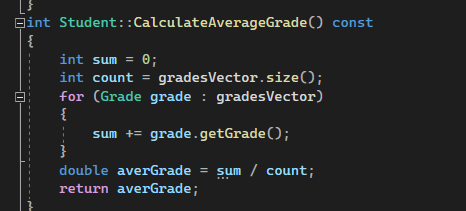 }
int Student::CalculateAverageGrade() const
{
int sum = 0;
int count = gradesVector.size();
for (Grade grade : gradesVector)
{
sum += grade.getGrade();
}
double averGrade = sum / count;
return averGrade;
}